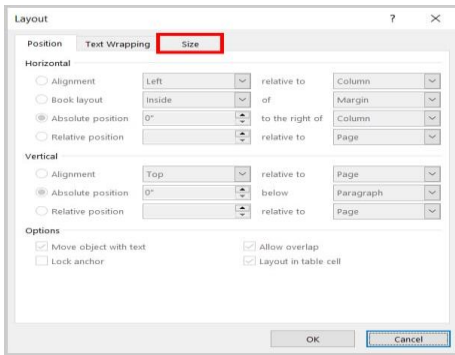 Layout ? ×
Position Text Wrapping Size
Horizontal
Alignment Left relative to Column
Book layout Inside of Margin
Absolute position 0" to the right of Column
Relative position relative to Page
Vertical
Alignment Top relative to Page
Absolute position 0" below Paragraph
Relative position relative to Page
Options
Move object with text Allow overlap
Lock anchor Layout in table cell
OK Cancel